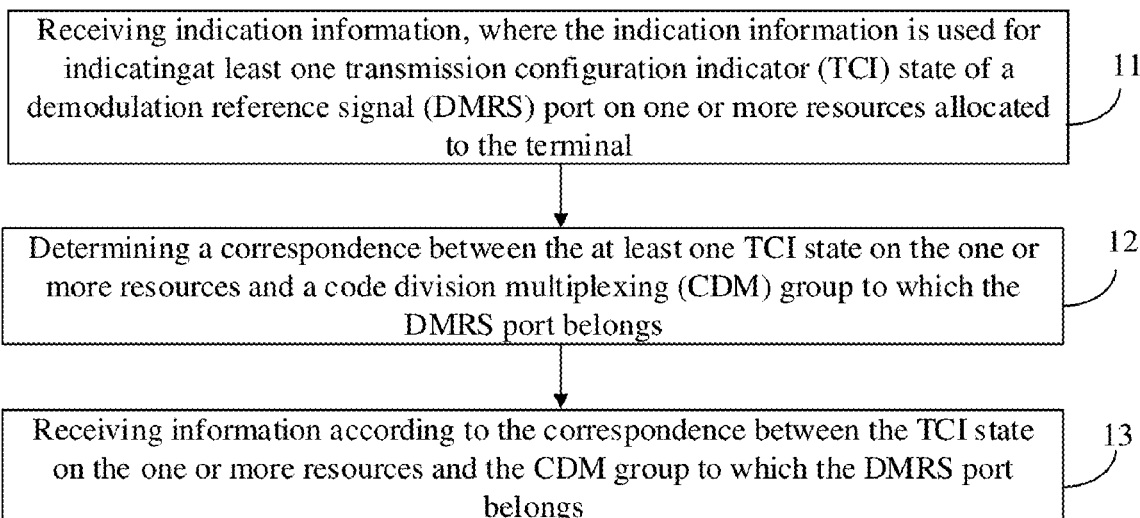 Receiving indication information, where the indication information is used for
indicatingat least one transmission configuration indicator (TCI) state of a
demodulation reference signal (DMRS) port on one or more resources allocated
to the terminal
11
Determining a correspondence between the at least one TCI state on the one or
more resources and a code division multiplexing (CDM) group to which the
DMRS port belongs
12
Receiving information according to the correspondence between the TCI state
on the one or more resources and the CDM group to which the DMRS port
belongs
13